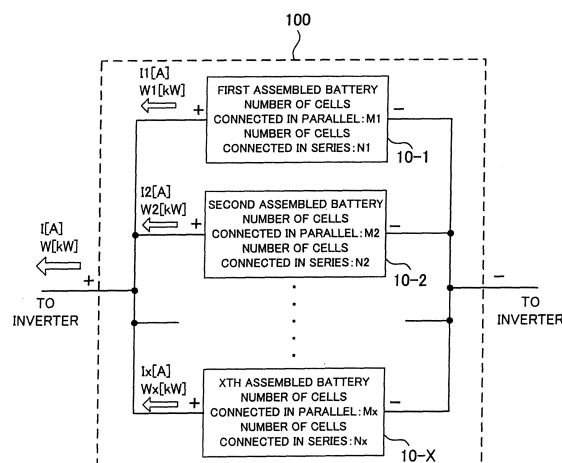 100
I1[A]
W1[kW]
+
FIRST ASSEMBLED BATTERY
NUMBER OF CELLS
CONNECTED IN PARALLEL:M1
NUMBER OF CELLS
CONNECTED IN SERIES:N1
−
10-1
I2[A]
W2[kW]
+
SECOND ASSEMBLED BATTERY
NUMBER OF CELLS
CONNECTED IN PARALLEL:M2
NUMBER OF CELLS
CONNECTED IN SERIES:N2
−
10-2
I[A]
W[kW]
+
TO
INVERTER
−
TO
INVERTER
Ix[A]
Wx[kW]
+
XTH ASSEMBLED BATTERY
NUMBER OF CELLS
CONNECTED IN PARALLEL:Mx
NUMBER OF CELLS
CONNECTED IN SERIES:Nx
−
10-X